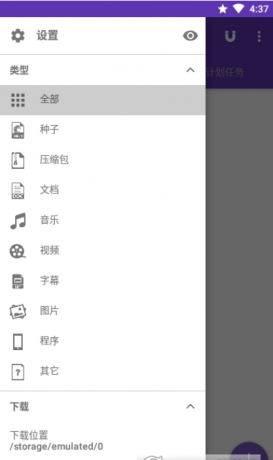 4:37
设置
计划任务
类型
全部
种子
压缩包
文档
音乐
视频
字幕
图片
程序
其它
下载
下载位置
/storage/emulated/0